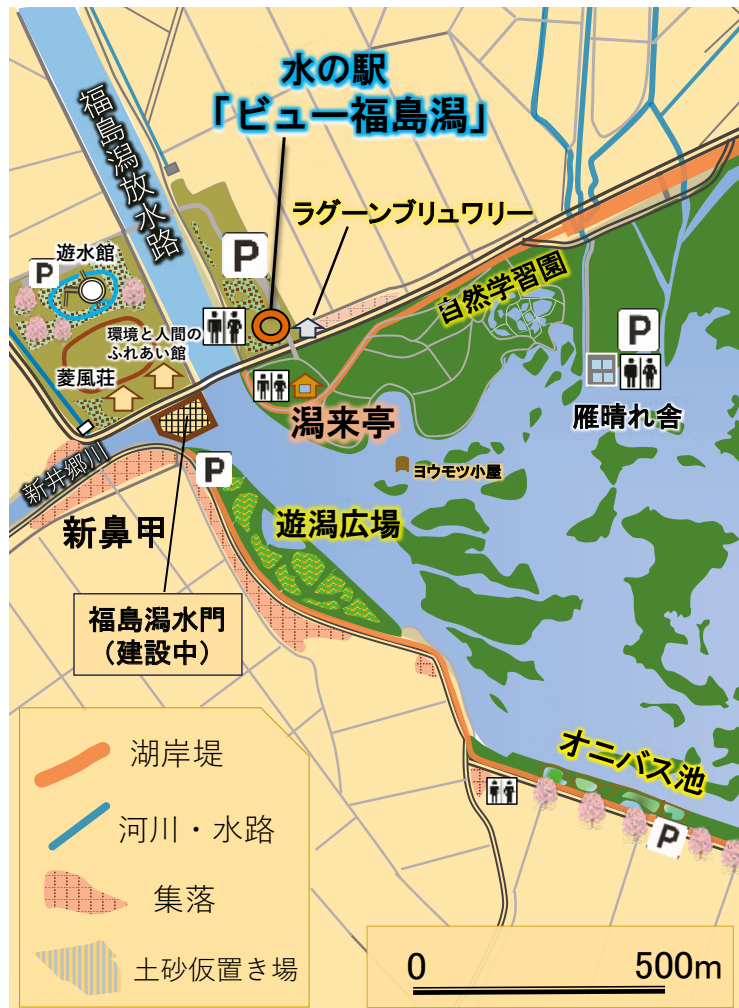 水の駅
「ビュー福島潟」
福島潟放水路
ラグーンブリュワリー
P
遊水館
P
自然学習園
環境と人間の
ふれあい館
菱風荘
P
潟来亭
雁晴れ舎
新井郷川
P
ヨウモツ小屋
新鼻甲
遊潟広場
福島潟水門
（建設中）
オニバス池
P
湖岸堤
河川・水路
集落
土砂仮置き場
0 500m